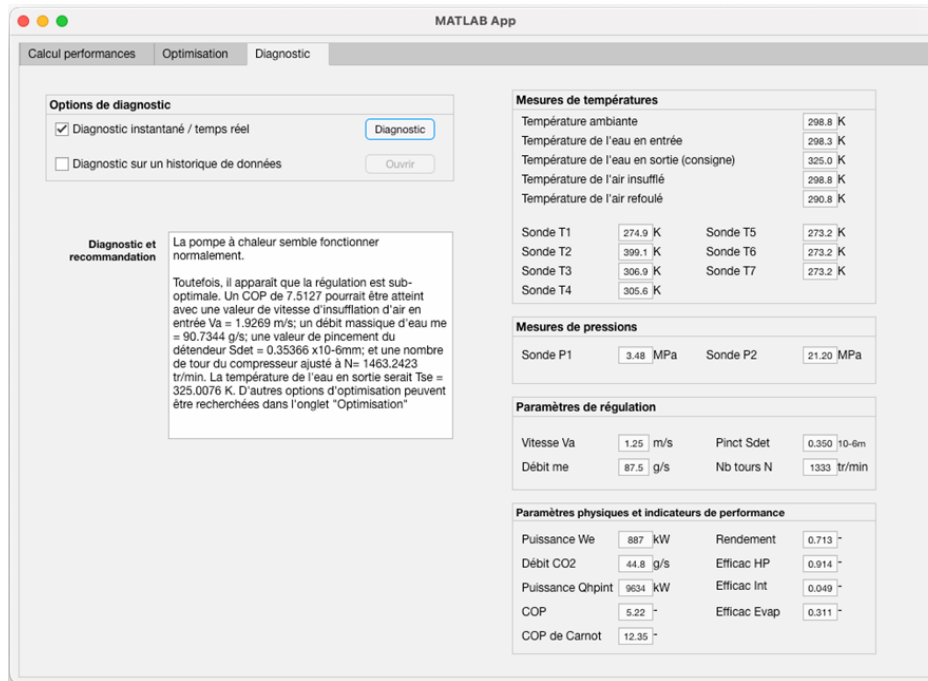 MATLAB App
Calcul performances Optimisation Diagnostic
Options de diagnostic
Diagnostic instantané / temps réel Diagnostic
Diagnostic sur un historique de données Ouvrir
Diagnostic et
recommandation
La pompe à chaleur semble fonctionner
normalement.
Toutefois, il apparaît que la régulation est sub-
optimale. Un COP de 7.5127 pourrait être atteint
avec une valeur de vitesse d'insufflation d'air en
entrée Va = 1.9269 m/s; un débit massique d'eau me
= 90.7344 g/s; une valeur de pincement du
détendeur Sdet = 0.35366 x10-6mm; et une nombre
de tour du compresseur ajusté à N= 1463.2423
tr/min. La température de l'eau en sortie serait Tse =
325.0076 K. D'autres options d'optimisation peuvent
être recherchées dans l'onglet "Optimisation"
Mesures de températures
Température ambiante 298.8 K
Température de l'eau en entrée 298.3 K
Température de l'eau en sortie (consigne) 325.0 K
Température de l'air insufflé 298.8 K
Température de l'air refoulé 290.8 K
Sonde T1 274.9 K Sonde T5 273.2 K
Sonde T2 399.1 K Sonde T6 273.2 K
Sonde T3 306.9 K Sonde T7 273.2 K
Sonde T4 305.6 K
Mesures de pressions
Sonde P1 3.48 MPa Sonde P2 21.20 MPa
Paramètres de régulation
Vitesse Va 1.25 m/s Pinct Sdet 0.350 10-6m
Débit me 87.5 g/s Nb tours N 1333 tr/min
Paramètres physiques et indicateurs de performance
Puissance We 887 kW Rendement 0.713 -
Débit CO2 44.8 g/s Efficac HP 0.914 -
Puissance Qhpint 9634 kW Efficac Int 0.049 -
COP 5.22 - Efficac Evap 0.311 -
COP de Carnot 12.35 -